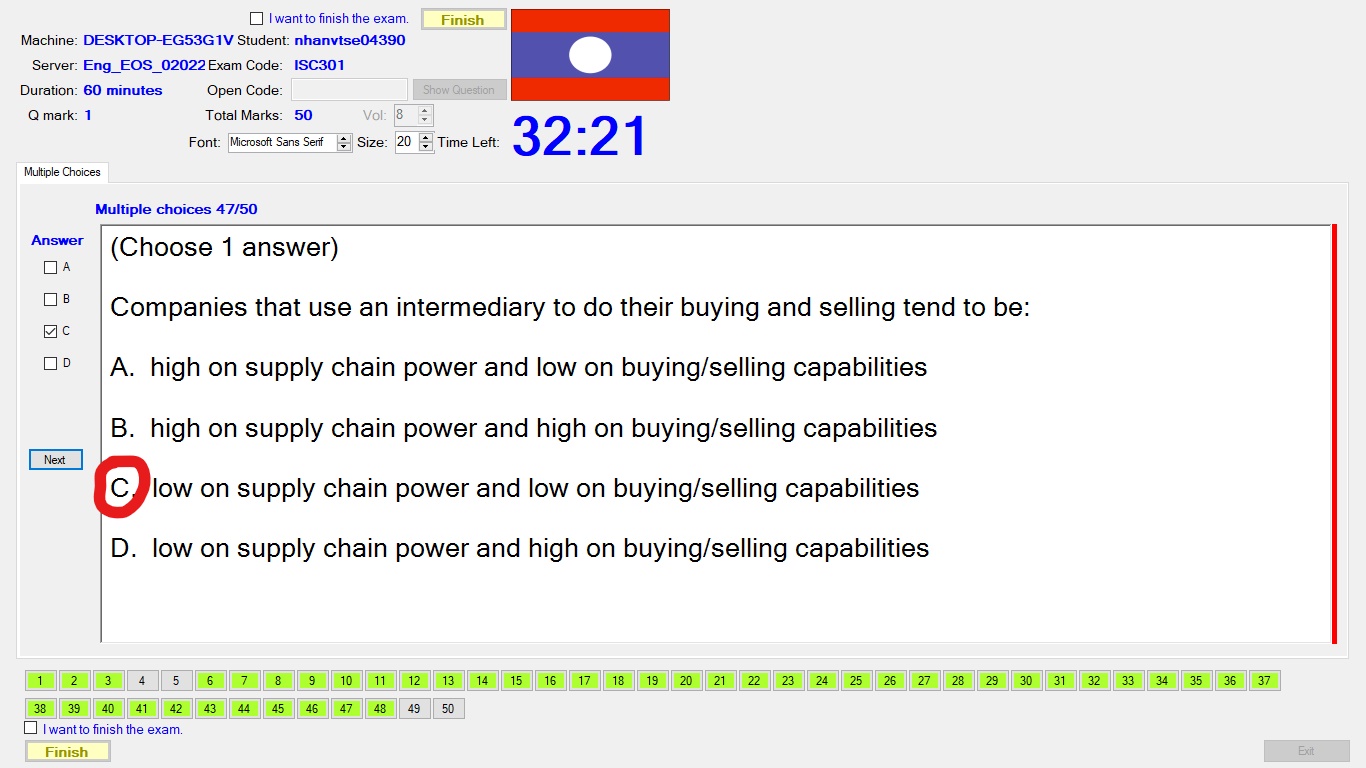 I want to finish the exam. Finish
Machine: DESKTOP-EG53G1V Student: nhanvtse04390
Server: Eng_EOS_02022 Exam Code: ISC301
Duration: 60 minutes Open Code: Show Question
Q mark: 1 Total Marks: 50 Vol: 8
Font: Microsoft Sans Serif Size: 20 Time Left: 32:21
Multiple Choices
Multiple choices 47/50
Answer
A
B
C
D
Next
(Choose 1 answer)
Companies that use an intermediary to do their buying and selling tend to be:
A. high on supply chain power and low on buying/selling capabilities
B. high on supply chain power and high on buying/selling capabilities
C. low on supply chain power and low on buying/selling capabilities
D. low on supply chain power and high on buying/selling capabilities
1 2 3 4 5 6 7 8 9 10 11 12 13 14 15 16 17 18 19 20 21 22 23 24 25 26 27 28 29 30 31 32 33 34 35 36 37
38 39 40 41 42 43 44 45 46 47 48 49 50
I want to finish the exam.
Finish Exit